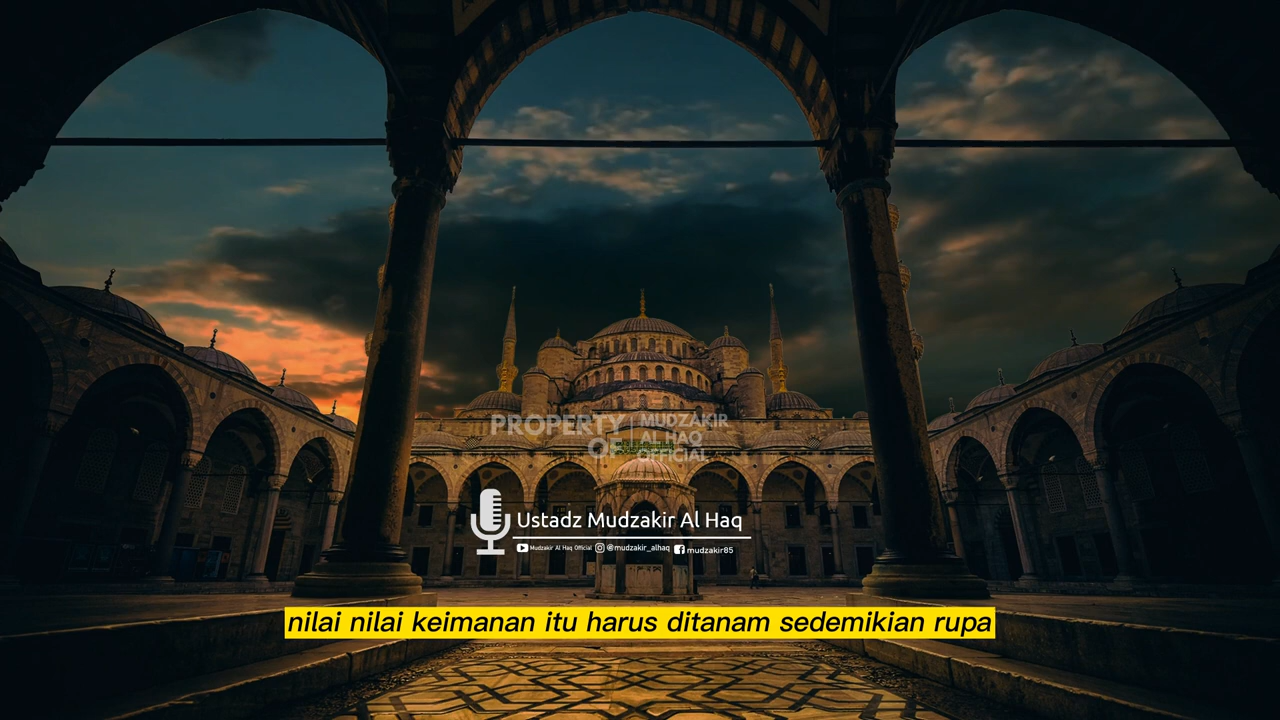 PROPERTY OF
MUDZAKIR
AL HAQ
OFFICIAL
Ustadz Mudzakir Al Haq
Mudzakir Al Haq Official @mudzakir_alhaq mudzakir85
nilai nilai keimanan itu harus ditanam sedemikian rupa